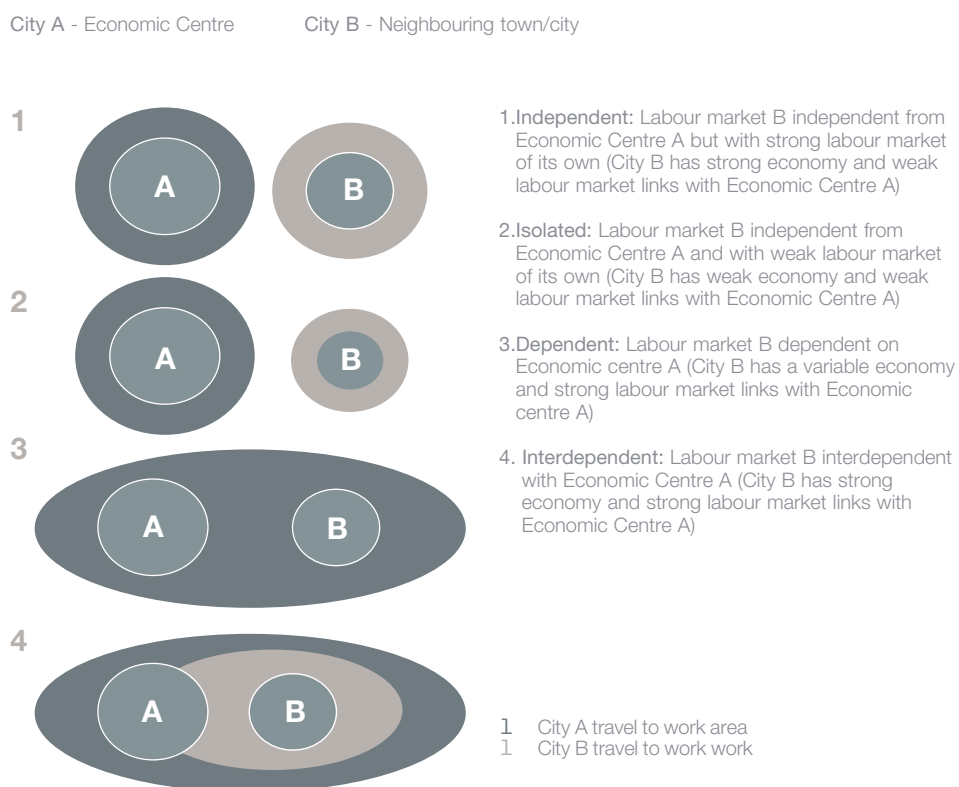 City A - Economic Centre
City B - Neighbouring town/city
1
A
B
1.Independent: Labour market B independent from
Economic Centre A but with strong labour market
of its own (City B has strong economy and weak
labour market links with Economic Centre A)
2
A
B
2.Isolated: Labour market B independent from
Economic Centre A and with weak labour market
of its own (City B has weak economy and weak
labour market links with Economic Centre A)
3
A
B
3.Dependent: Labour market B dependent on
Economic centre A (City B has a variable economy
and strong labour market links with Economic
centre A)
4
A
B
4. Interdependent: Labour market B interdependent
with Economic Centre A (City B has strong
economy and strong labour market links with
Economic Centre A)
l City A travel to work area
l City B travel to work work